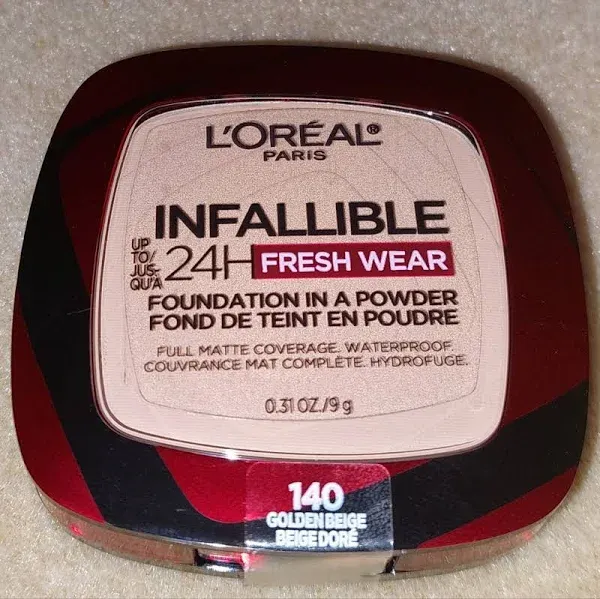 L'ORÉAL®
PARIS
INFALLIBLE
UP TO/ JUS- QU'À
24H FRESH WEAR
FOUNDATION IN A POWDER
FOND DE TEINT EN POUDRE
FULL MATTE COVERAGE. WATERPROOF.
COUVRANCE MAT COMPLÈTE. HYDROFUGE.
0.31 OZ./9 g
140
GOLDEN BEIGE
BEIGE DORÉ